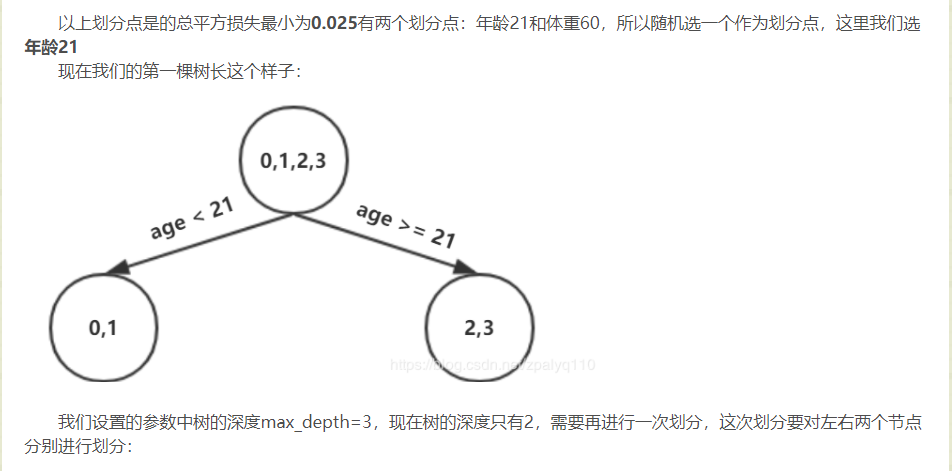 以上划分点是的总平方损失最小为0.025有两个划分点：年龄21和体重60，所以随机选一个作为划分点，这里我们选
年龄21
现在我们的第一棵树长这个样子：
0,1,2,3
age < 21
age >= 21
0,1
2,3
https://blog.csdn.net/zpalyq110
我们设置的参数中树的深度max_depth=3，现在树的深度只有2，需要再进行一次划分，这次划分要对左右两个节点
分别进行划分：